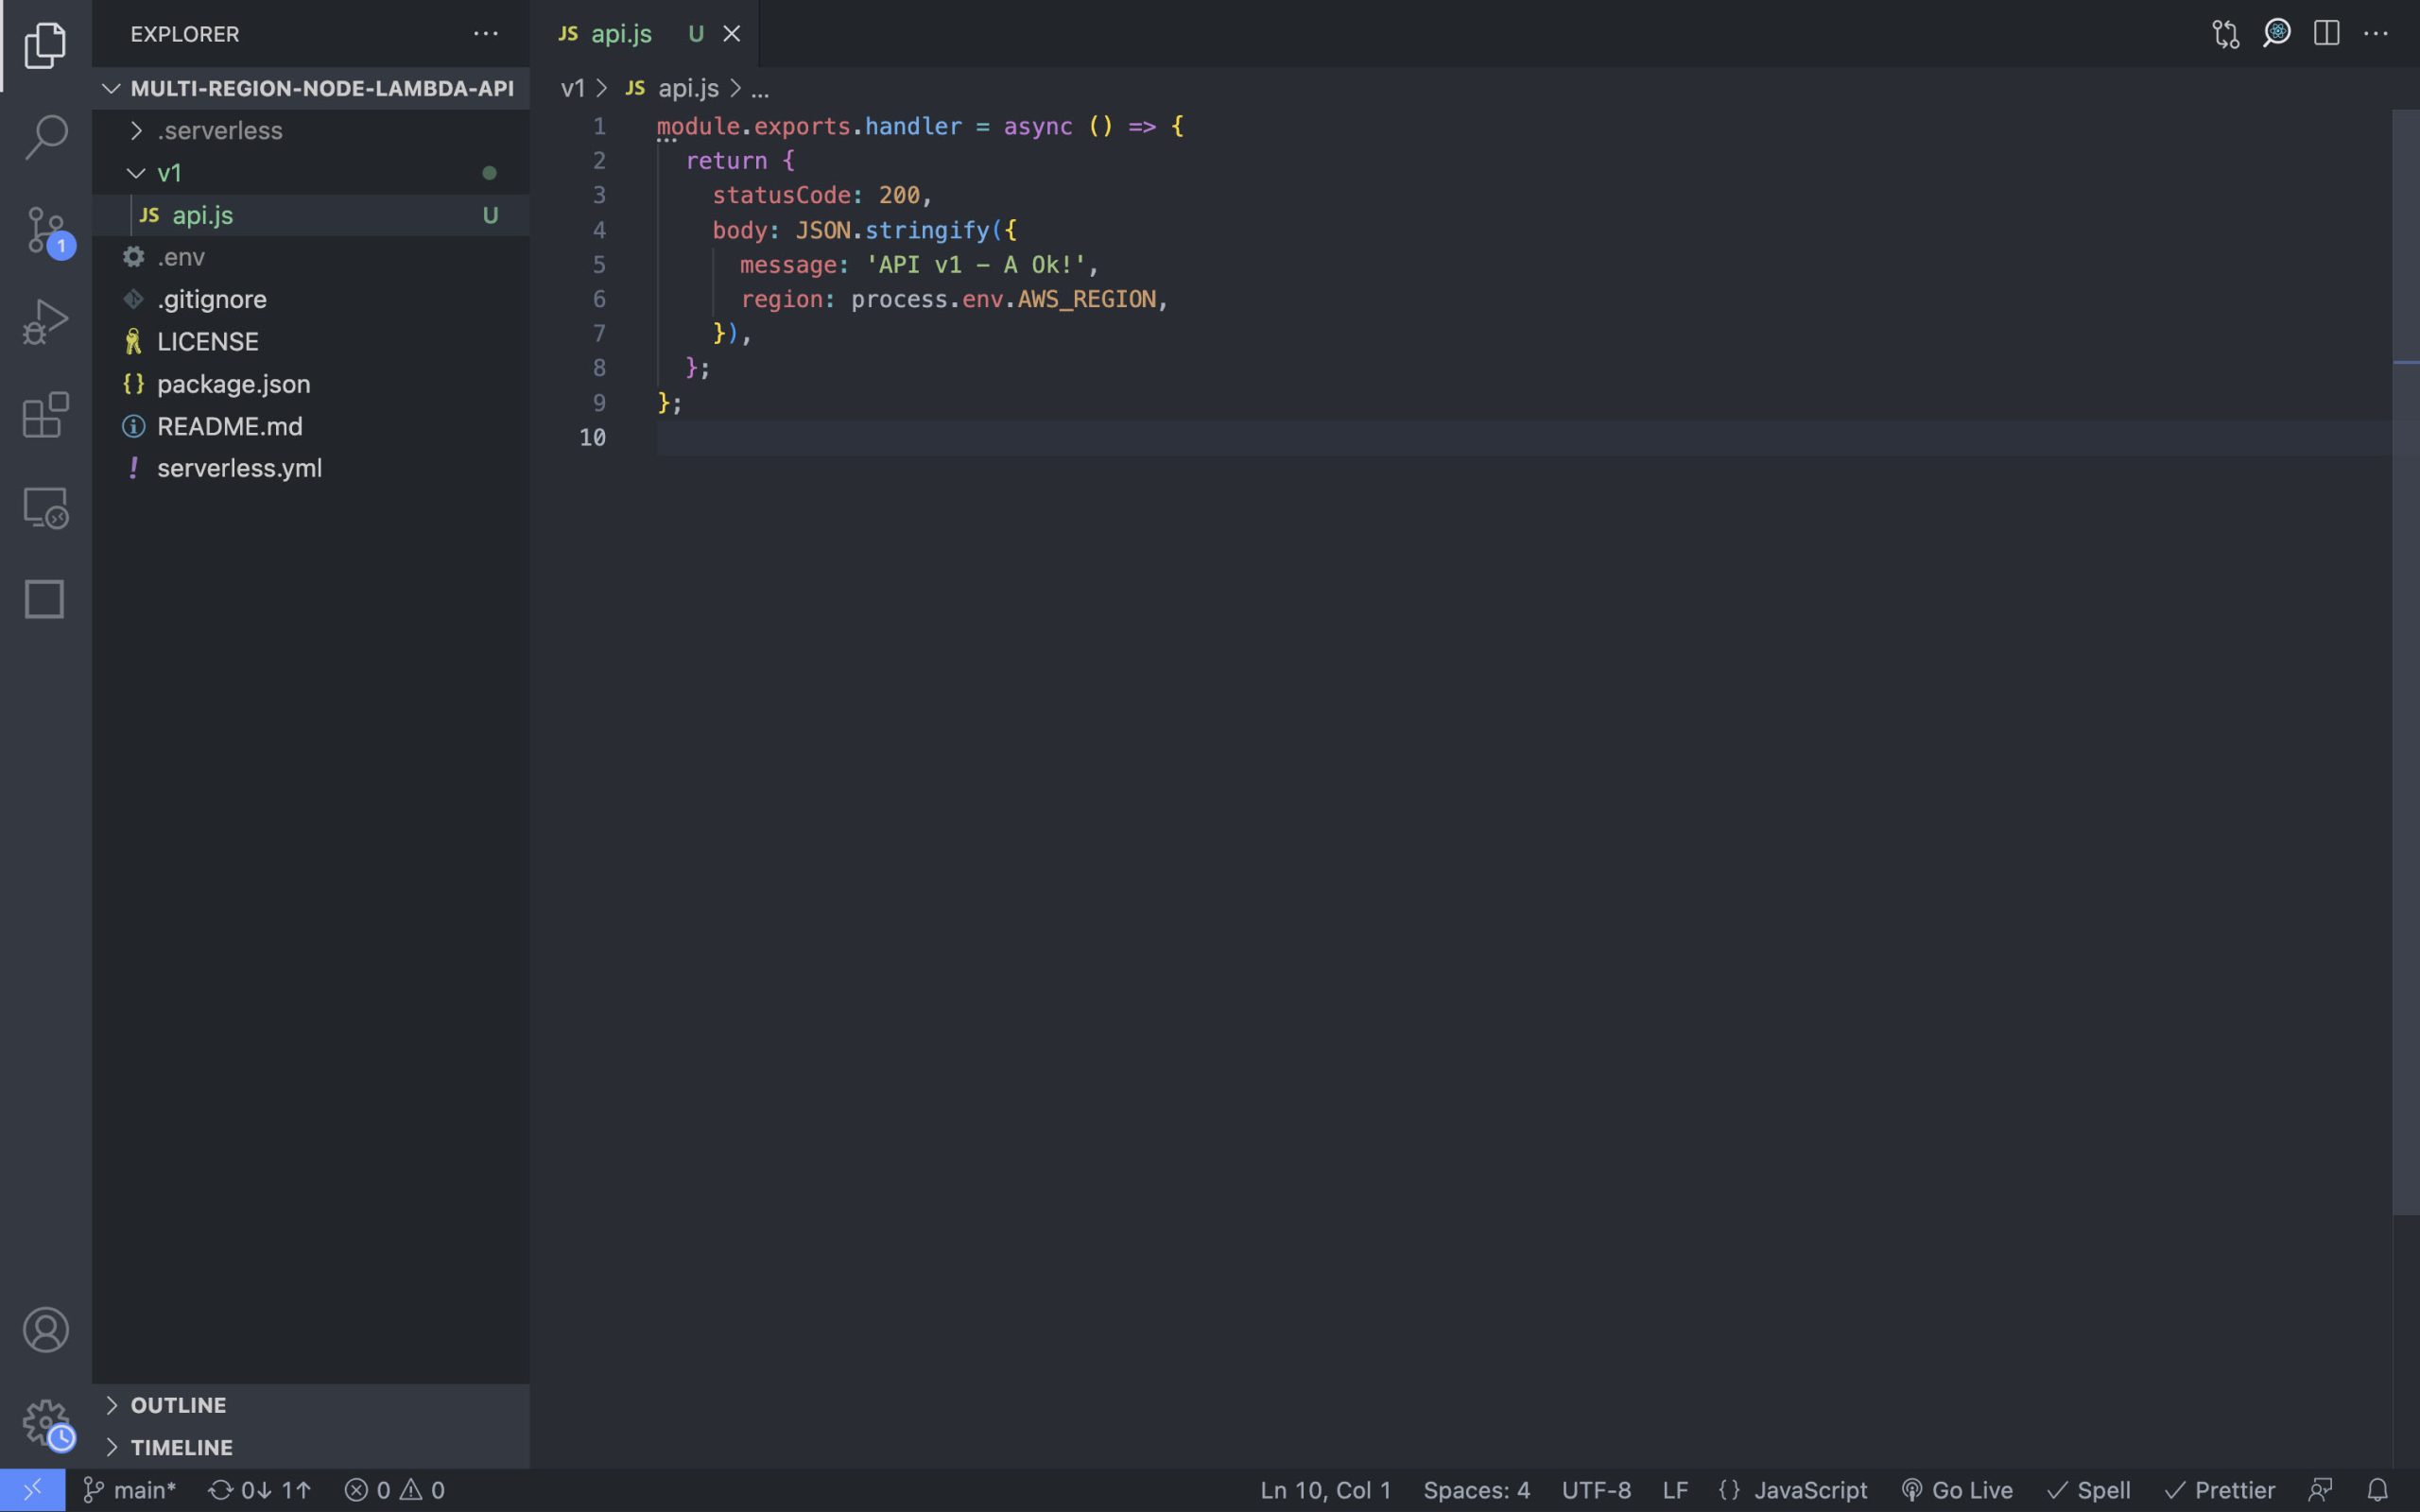 EXPLORER
MULTI-REGION-NODE-LAMBDA-API
.serverless
v1
JS api.js U
.env
.gitignore
LICENSE
{} package.json
README.md
! serverless.yml
OUTLINE
TIMELINE
1
JS api.js U
v1 > JS api.js > ...
1 module.exports.handler = async () => {
2 return {
3 statusCode: 200,
4 body: JSON.stringify({
5 message: 'API v1 - A Ok!',
6 region: process.env.AWS_REGION,
7 }),
8 };
9 };
10
main* 0↓ 1↑ 0 0
Ln 10, Col 1 Spaces: 4 UTF-8 LF {} JavaScript Go Live ✓ Spell ✓ Prettier